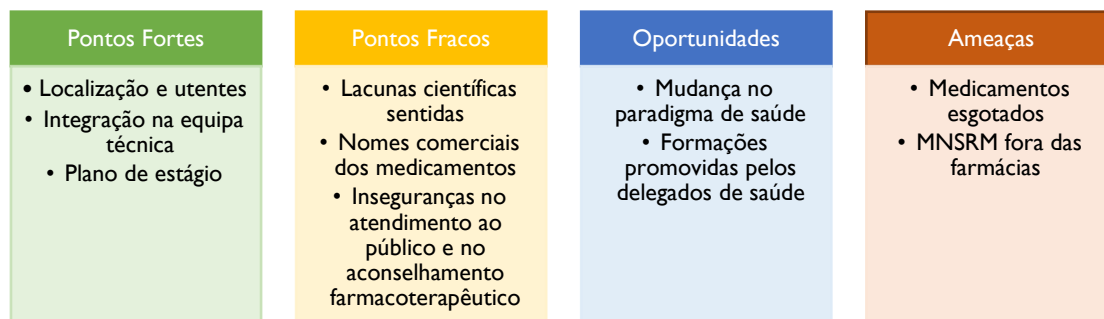 Pontos Fortes
• Localização e utentes
• Integração na equipa
técnica
• Plano de estágio
Pontos Fracos
• Lacunas científicas
sentidas
• Nomes comerciais
dos medicamentos
• Inseguranças no
atendimento ao
público e no
aconselhamento
farmacoterapêutico
Oportunidades
• Mudança no
paradigma de saúde
• Formações
promovidas pelos
delegados de saúde
Ameaças
• Medicamentos
esgotados
• MNSRM fora das
farmácias